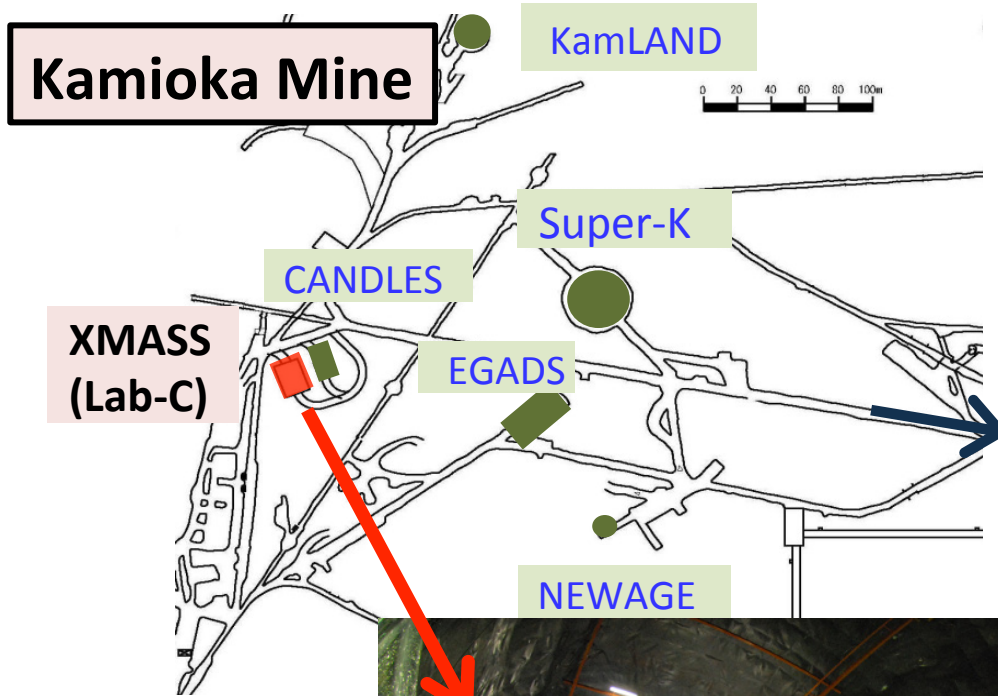 Kamioka Mine
KamLAND
0 20 40 60 80 100m
Super-K
CANDLES
XMASS
(Lab-C)
EGADS
NEWAGE